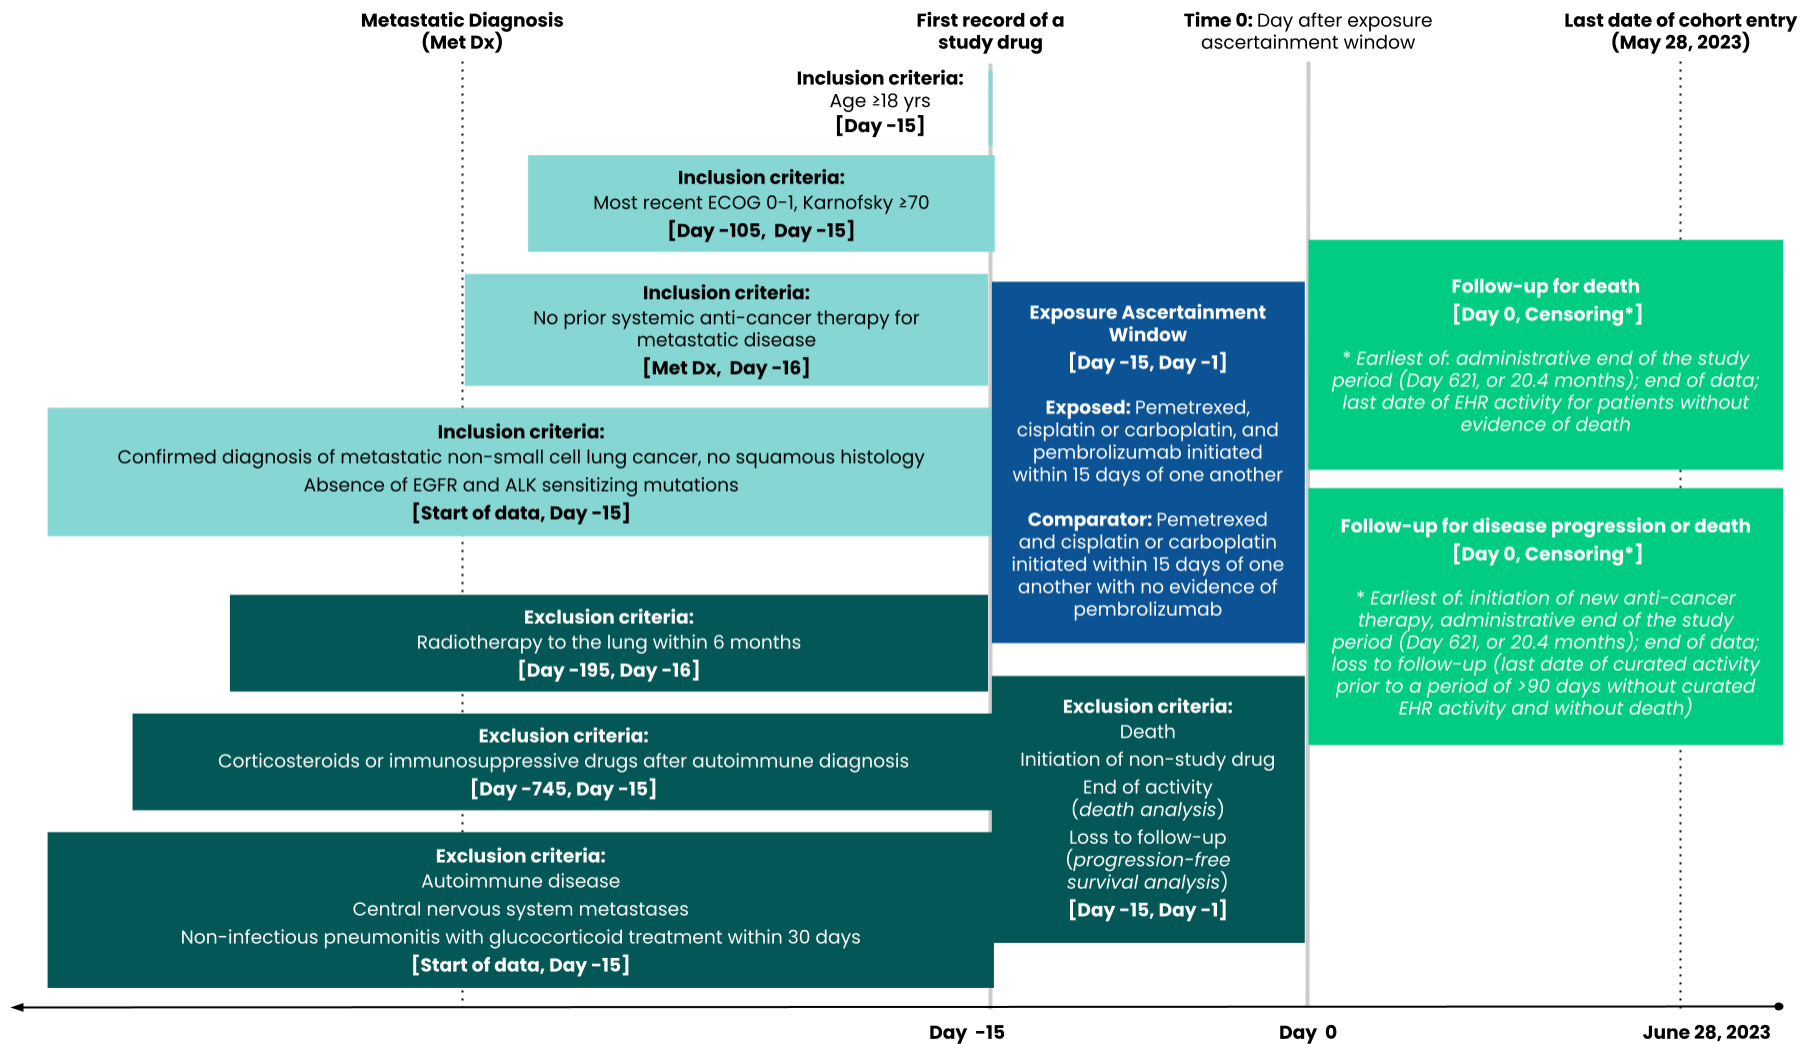 Metastatic Diagnosis
(Met Dx)
First record of a
study drug
Time 0: Day after exposure
ascertainment window
Last date of cohort entry
(May 28, 2023)
Inclusion criteria:
Age ≥18 yrs
[Day -15]
Inclusion criteria:
Most recent ECOG 0-1, Karnofsky ≥70
[Day -105, Day -15]
Inclusion criteria:
No prior systemic anti-cancer therapy for
metastatic disease
[Met Dx, Day -16]
Inclusion criteria:
Confirmed diagnosis of metastatic non-small cell lung cancer, no squamous histology
Absence of EGFR and ALK sensitizing mutations
[Start of data, Day -15]
Exclusion criteria:
Radiotherapy to the lung within 6 months
[Day -195, Day -16]
Exclusion criteria:
Corticosteroids or immunosuppressive drugs after autoimmune diagnosis
[Day -745, Day -15]
Exclusion criteria:
Autoimmune disease
Central nervous system metastases
Non-infectious pneumonitis with glucocorticoid treatment within 30 days
[Start of data, Day -15]
Exposure Ascertainment
Window
[Day -15, Day -1]
Exposed: Pemetrexed,
cisplatin or carboplatin, and
pembrolizumab initiated
within 15 days of one another
Comparator: Pemetrexed
and cisplatin or carboplatin
initiated within 15 days of one
another with no evidence of
pembrolizumab
Exclusion criteria:
Death
Initiation of non-study drug
End of activity
(death analysis)
Loss to follow-up
(progression-free
survival analysis)
[Day -15, Day -1]
Follow-up for death
[Day 0, Censoring*]
* Earliest of: administrative end of the study
period (Day 621, or 20.4 months); end of data;
last date of EHR activity for patients without
evidence of death
Follow-up for disease progression or death
[Day 0, Censoring*]
* Earliest of: initiation of new anti-cancer
therapy, administrative end of the study
period (Day 621, or 20.4 months); end of data;
loss to follow-up (last date of curated activity
prior to a period of >90 days without curated
EHR activity and without death)
Day -15
Day 0
June 28, 2023